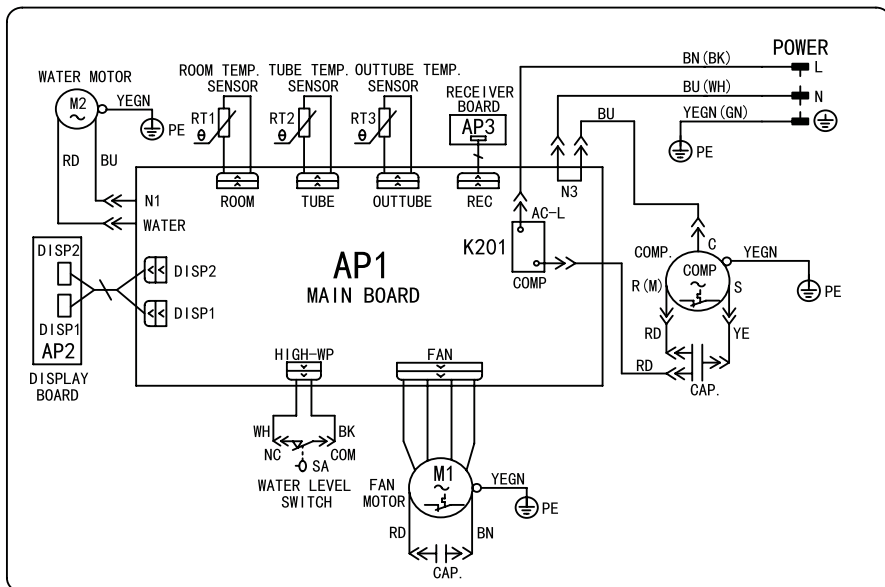 POWER
BN(BK) L
BU(WH) N
YEGN(GN)
PE
BU
ROOM TEMP. SENSOR
TUBE TEMP. SENSOR
OUTTUBE TEMP. SENSOR
RT1 θ
RT2 θ
RT3 θ
RECEIVER
BOARD
AP3
WATER MOTOR
M2
YEGN
PE
RD BU
N1
WATER
ROOM TUBE OUTTUBE REC
N3
AC-L
K201
COMP
AP1
MAIN BOARD
DISP2
DISP1
AP2
DISPLAY
BOARD
DISP2
DISP1
COMP.
C
COMP
YEGN
PE
R(M) S
RD YE
RD
CAP.
HIGH-WP
FAN
WH BK
NC COM
SA
WATER LEVEL
SWITCH
FAN
MOTOR
M1
YEGN
PE
RD BN
CAP.